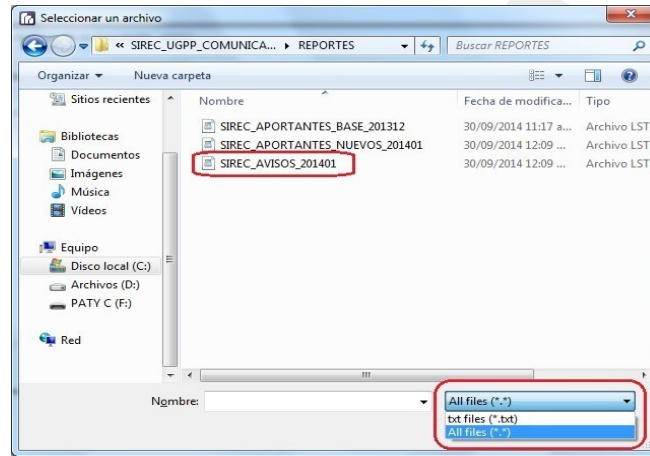 Seleccionar un archivo
« SIREC_UGPP_COMUNICA... ▸ REPORTES
Buscar REPORTES
Organizar
Nueva carpeta
Sitios recientes
Bibliotecas
Documentos
Imágenes
Música
Vídeos
Equipo
Disco local (C:)
Archivos (D:)
PATY C (F:)
Red
Nombre Fecha de modifica... Tipo
SIREC_APORTANTES_BASE_201312 30/09/2014 11:17 a... Archivo LST
SIREC_APORTANTES_NUEVOS_201401 30/09/2014 12:09 ... Archivo LST
SIREC_AVISOS_201401 30/09/2014 12:09 ... Archivo LST
Nombre:
All files (*.*)
txt files (*.txt)
All files (*.*)